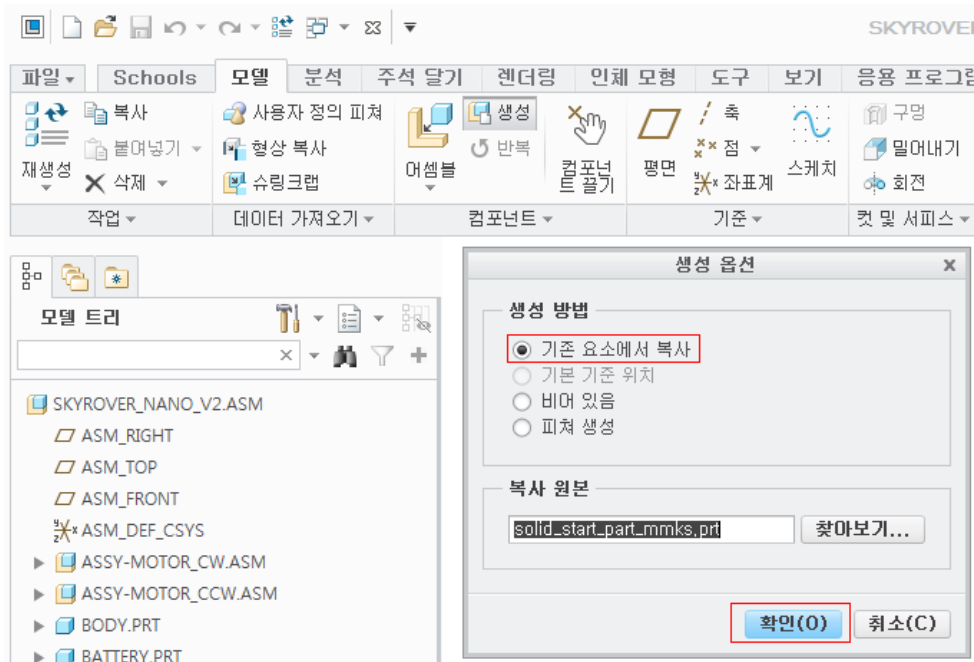 SKYROVER
파일 Schools 모델 분석 주석 달기 렌더링 인체 모형 도구 보기 응용 프로그램
복사 사용자 정의 피쳐 생성 축 구멍
붙여넣기 형상 복사 반복 점 밀어내기
재생성 삭제 슈링크랩 어셈블 컴포넌트 끌기 평면 좌표계 스케치 회전
작업 데이터 가져오기 컴포넌트 기준 컷 및 서피스
모델 트리
SKYROVER_NANO_V2.ASM
ASM_RIGHT
ASM_TOP
ASM_FRONT
ASM_DEF_CSYS
ASSY-MOTOR_CW.ASM
ASSY-MOTOR_CCW.ASM
BODY.PRT
BATTERY.PRT
생성 옵션
생성 방법
기존 요소에서 복사
기본 기준 위치
비어 있음
피쳐 생성
복사 원본
solid_start_part_mmks.prt 찾아보기...
확인(O) 취소(C)